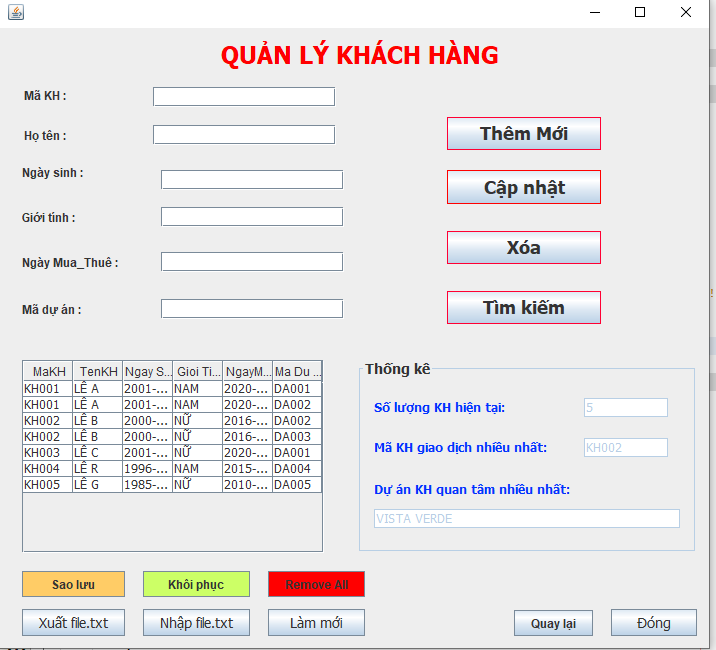 QUẢN LÝ KHÁCH HÀNG
Mã KH :
Họ tên :
Ngày sinh :
Giới tình :
Ngày Mua_Thuê :
Mã dự án :
Thêm Mới
Cập nhật
Xóa
Tìm kiếm
MaKH TenKH Ngay S... Gioi Ti... NgayM... Ma Du ...
KH001 LÊ A 2001-... NAM 2020-... DA001
KH001 LÊ A 2001-... NAM 2020-... DA002
KH002 LÊ B 2000-... NỮ 2016-... DA002
KH002 LÊ B 2000-... NỮ 2016-... DA003
KH003 LÊ C 2001-... NỮ 2020-... DA001
KH004 LÊ R 1996-... NAM 2015-... DA004
KH005 LÊ G 1985-... NỮ 2010-... DA005
Thống kê
Số lượng KH hiện tại: 5
Mã KH giao dịch nhiều nhất: KH002
Dự án KH quan tâm nhiều nhất:
VISTA VERDE
Sao lưu Khôi phục Remove All
Xuất file.txt Nhập file.txt Làm mới Quay lại Đóng